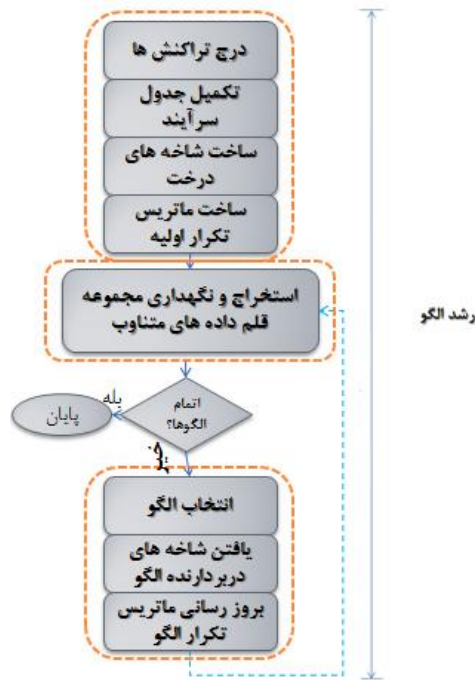 درج تراکنش ها
تکمیل جدول
سرآیند
ساخت شاخه های
درخت
ساخت ماتریس
تکرار اولیه
استخراج و نگهداری مجموعه
قلم داده های متناوب
رشد الگو
اتمام
الگوها؟
بله
پایان
خیر
انتخاب الگو
یافتن شاخه های
دربردارنده الگو
بروز رسانی ماتریس
تکرار الگو